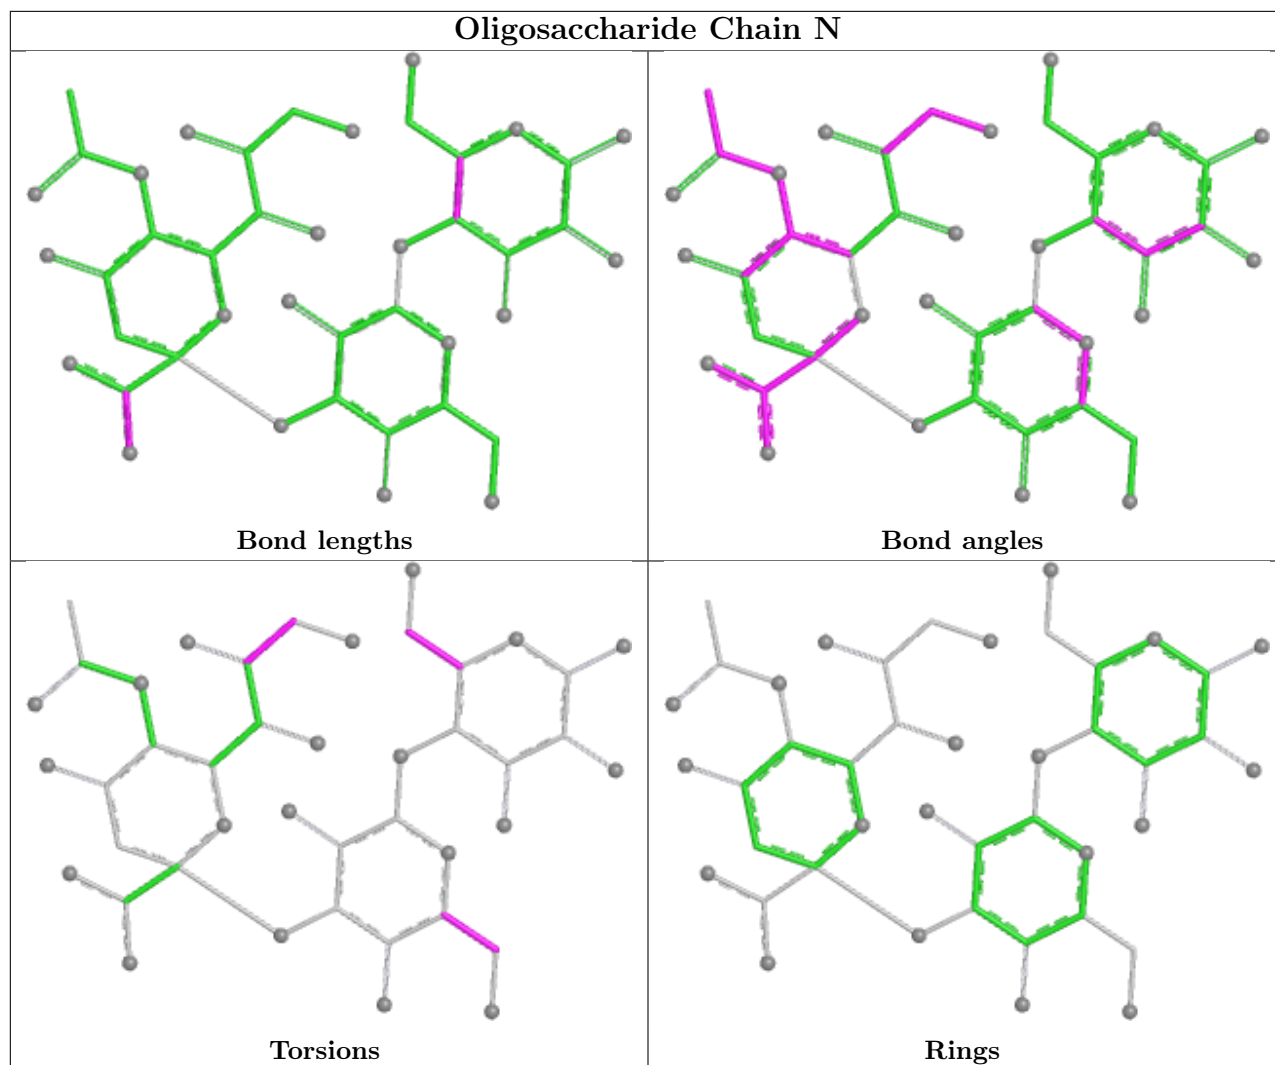 Oligosaccharide Chain N
Bond lengths
Bond angles
Torsions
Rings